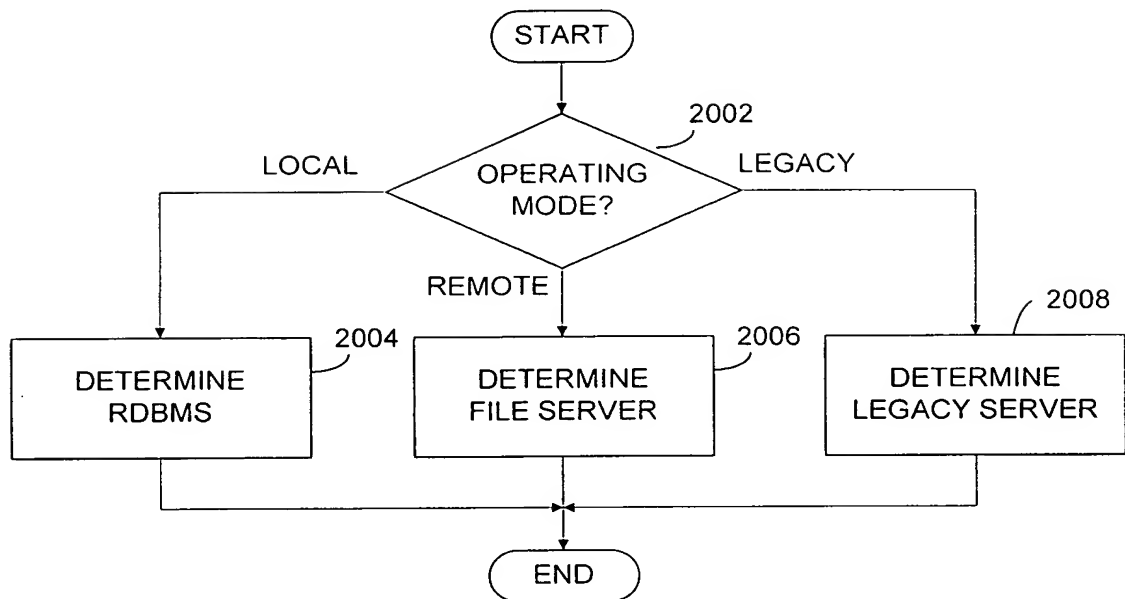 START
2002
LOCAL
OPERATING
MODE?
LEGACY
REMOTE
2004
2006
2008
DETERMINE
RDBMS
DETERMINE
FILE SERVER
DETERMINE
LEGACY SERVER
END